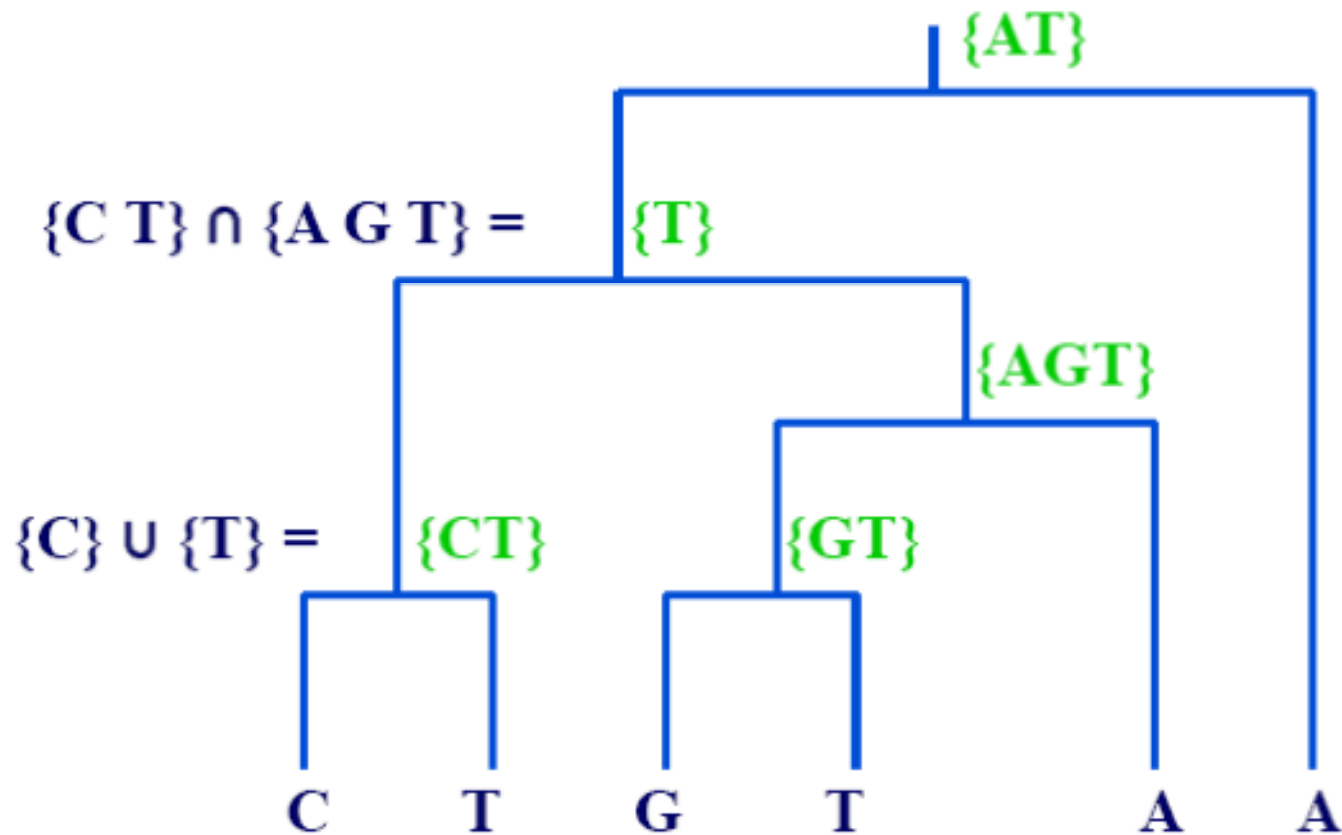 {AT}
{C T} ∩ {A G T} = {T}
{AGT}
{C} ∪ {T} = {CT} {GT}
C T G T A A